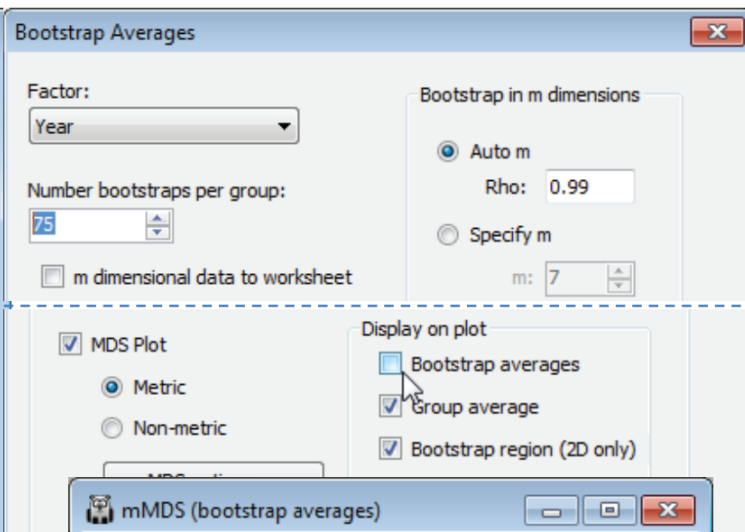 Bootstrap Averages
Factor:
Year
Number bootstraps per group:
75
m dimensional data to worksheet
Bootstrap in m dimensions
Auto m
Rho: 0.99
Specify m
m: 7
MDS Plot
Metric
Non-metric
Display on plot
Bootstrap averages
Group average
Bootstrap region (2D only)
mMDS (bootstrap averages)